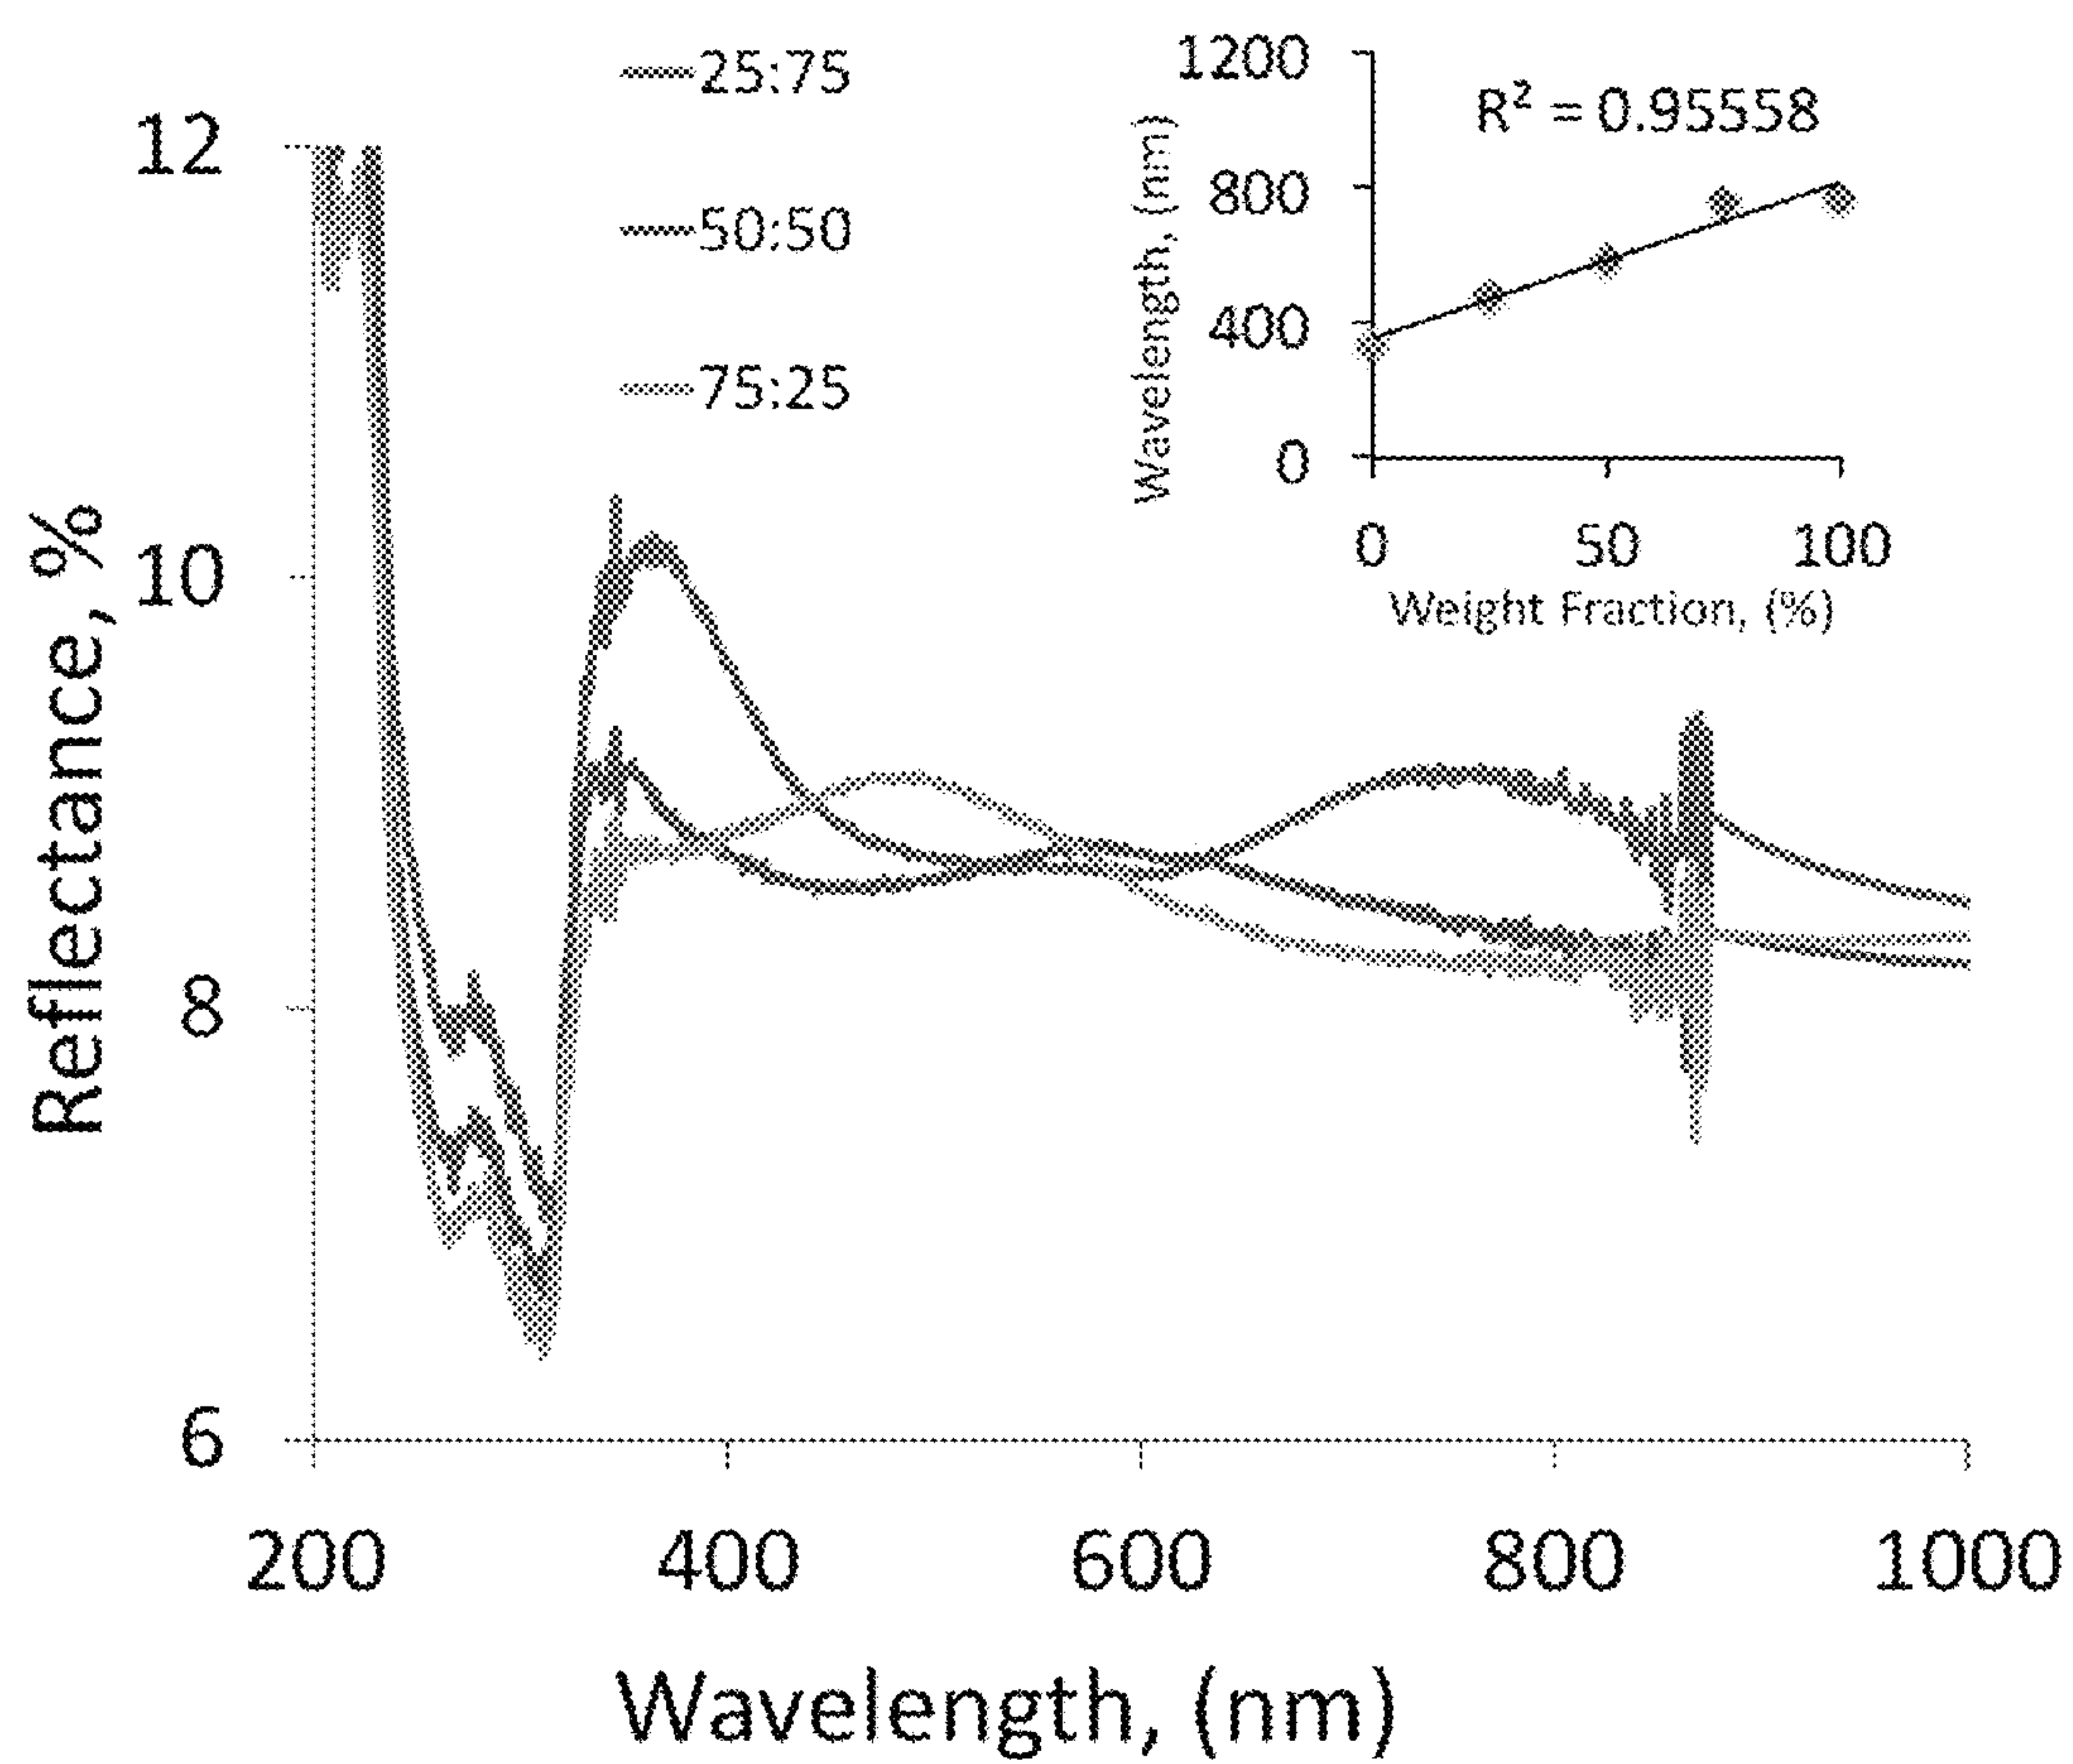 25:75
50:50
75:25
1200
800
400
0
R² = 0.95558
Wavelength, (nm)
0 50 100
Weight Fraction, (%)
12
10
8
6
Reflectance, %
200 400 600 800 1000
Wavelength, (nm)